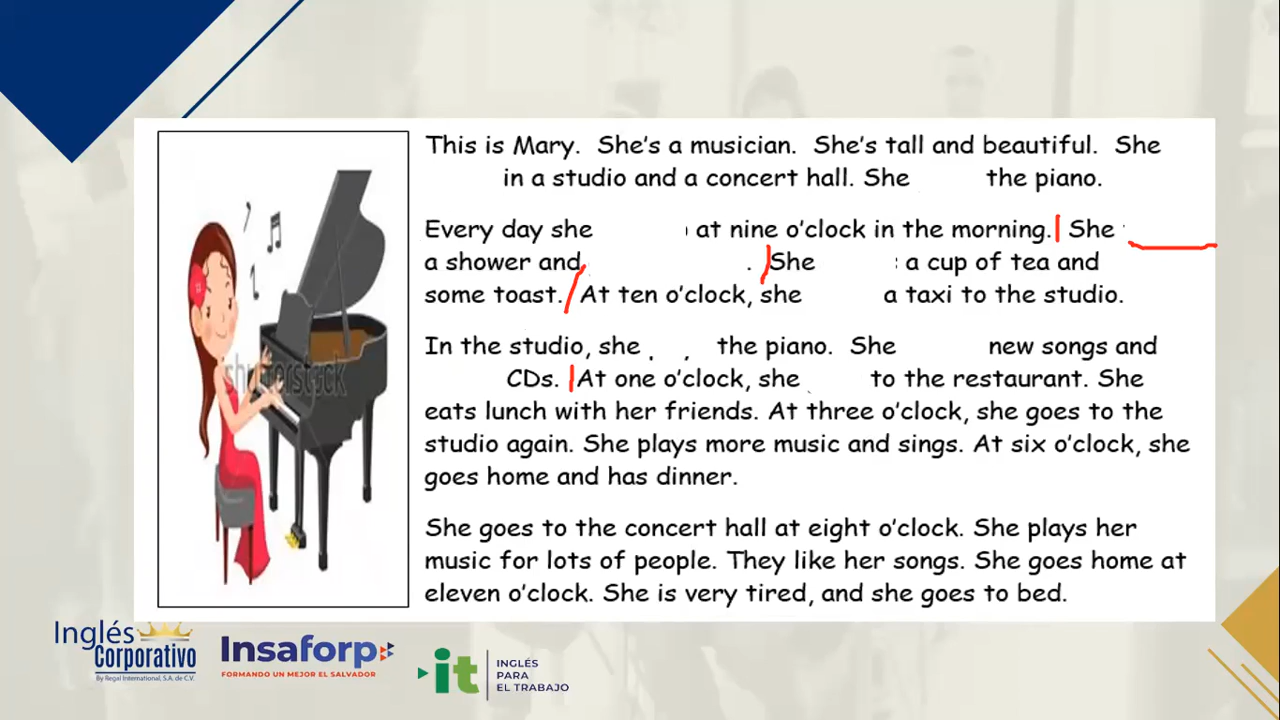 This is Mary. She's a musician. She's tall and beautiful. She
in a studio and a concert hall. She the piano.
Every day she at nine o'clock in the morning. She
a shower and . She a cup of tea and
some toast. At ten o'clock, she a taxi to the studio.
In the studio, she the piano. She new songs and
CDs. At one o'clock, she to the restaurant. She
eats lunch with her friends. At three o'clock, she goes to the
studio again. She plays more music and sings. At six o'clock, she
goes home and has dinner.
She goes to the concert hall at eight o'clock. She plays her
music for lots of people. They like her songs. She goes home at
eleven o'clock. She is very tired, and she goes to bed.
shutterstock
Inglés
Corporativo
By Regal International, S.A. de C.V.
Insaforp
FORMANDO UN MEJOR EL SALVADOR
it
INGLÉS
PARA
EL TRABAJO